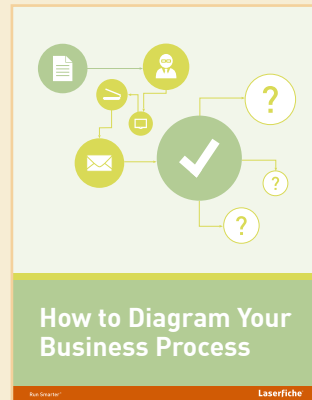 ?
?
?
How to Diagram Your
Business Process
Run Smarter®
Laserfiche®